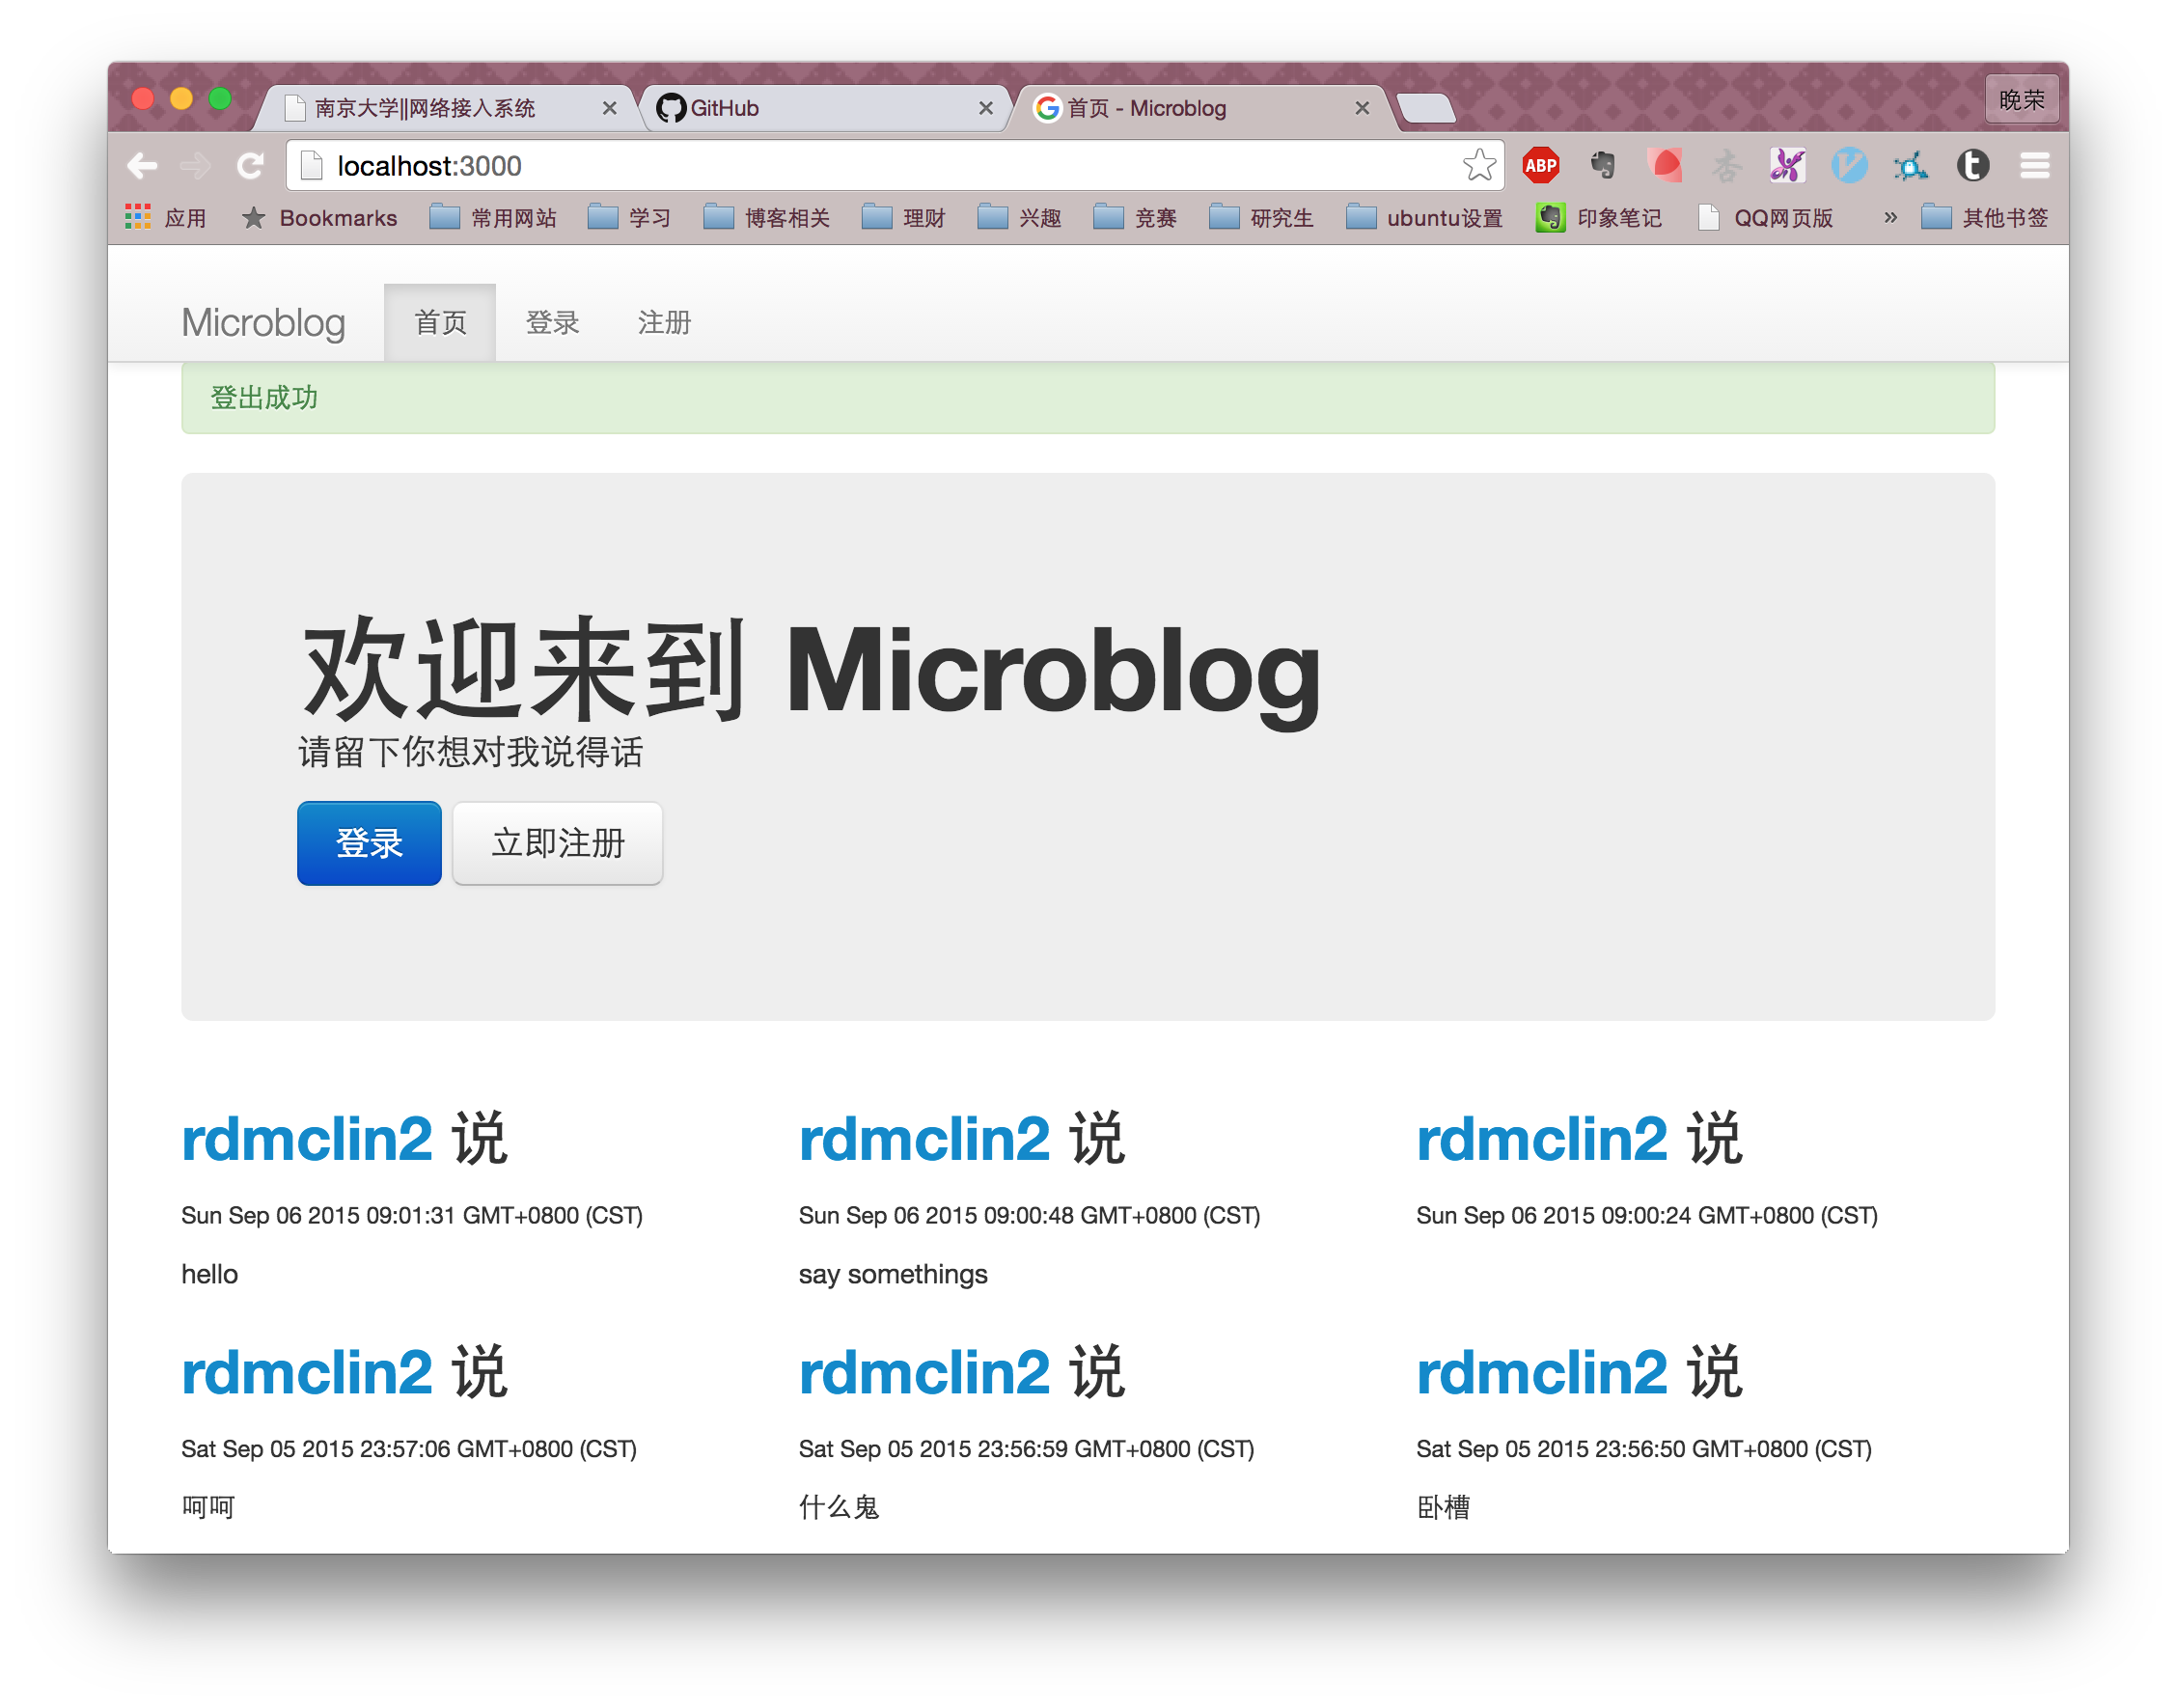 南京大学||网络接入系统 GitHub 首页 - Microblog 晚荣
localhost:3000 ABP
应用 Bookmarks 常用网站 学习 博客相关 理财 兴趣 竞赛 研究生 ubuntu设置 印象笔记 QQ网页版 » 其他书签
Microblog 首页 登录 注册
登出成功
欢迎来到 Microblog
请留下你想对我说得话
登录 立即注册
rdmclin2 说 rdmclin2 说 rdmclin2 说
Sun Sep 06 2015 09:01:31 GMT+0800 (CST) Sun Sep 06 2015 09:00:48 GMT+0800 (CST) Sun Sep 06 2015 09:00:24 GMT+0800 (CST)
hello say somethings
rdmclin2 说 rdmclin2 说 rdmclin2 说
Sat Sep 05 2015 23:57:06 GMT+0800 (CST) Sat Sep 05 2015 23:56:59 GMT+0800 (CST) Sat Sep 05 2015 23:56:50 GMT+0800 (CST)
呵呵 什么鬼 卧槽